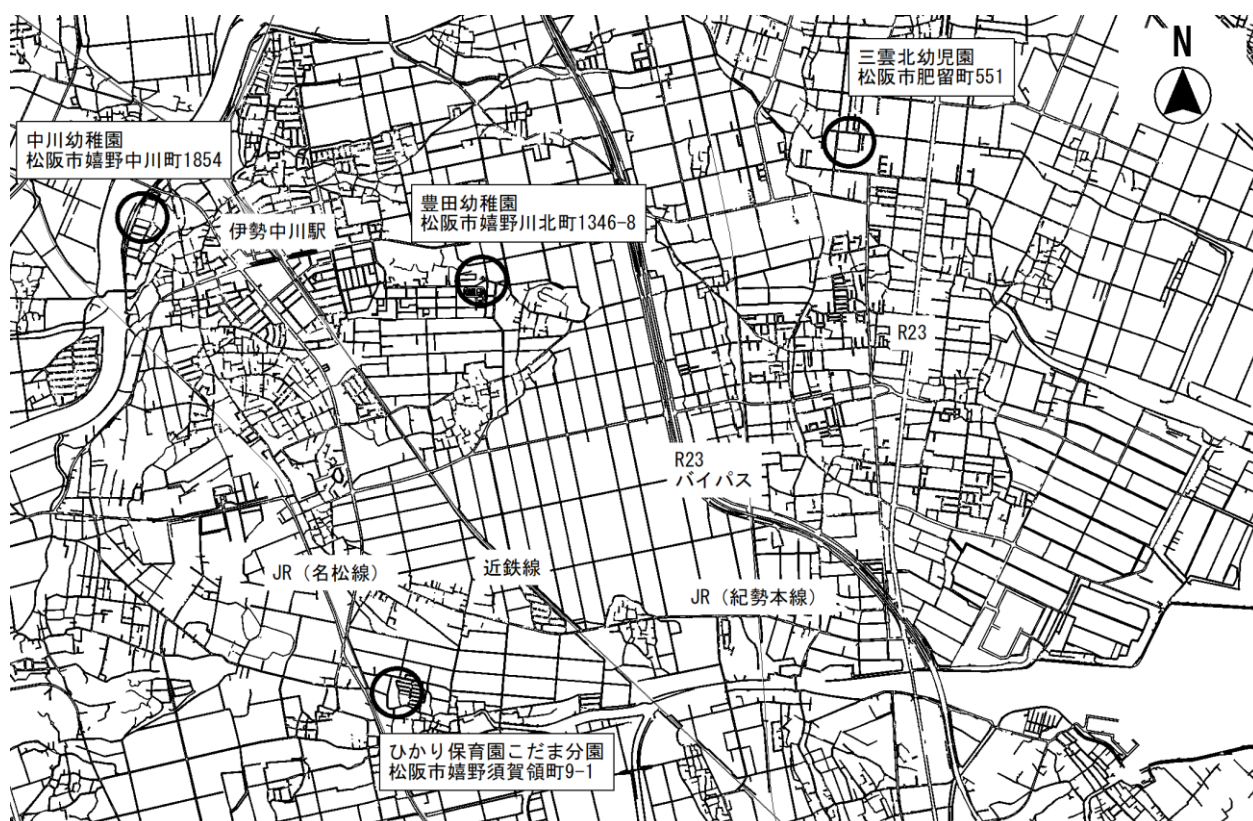 N
三雲北幼児園
松阪市肥留町551
中川幼稚園
松阪市嬉野中川町1854
豊田幼稚園
松阪市嬉野川北町1346-8
伊勢中川駅
R23
R23
バイパス
JR（名松線）
近鉄線
JR（紀勢本線）
ひかり保育園こだま分園
松阪市嬉野須賀領町9-1